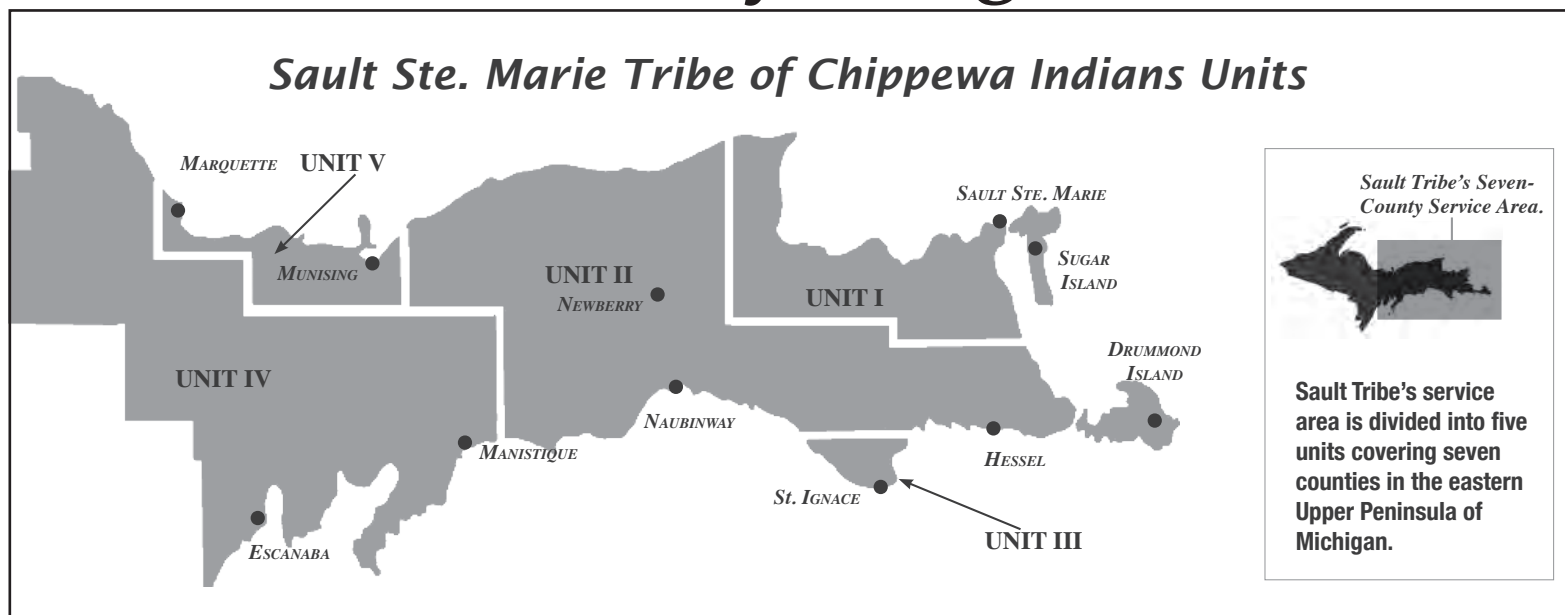 Sault Ste. Marie Tribe of Chippewa Indians Units
MARQUETTE
UNIT V
MUNISING
UNIT II
NEWBERRY
UNIT I
SAULT STE. MARIE
SUGAR
ISLAND
DRUMMOND
ISLAND
UNIT IV
NAUBINWAY
MANISTIQUE
HESSEL
St. IGNACE
UNIT III
ESCANABA
Sault Tribe's Seven-
County Service Area.
Sault Tribe's service
area is divided into five
units covering seven
counties in the eastern
Upper Peninsula of
Michigan.